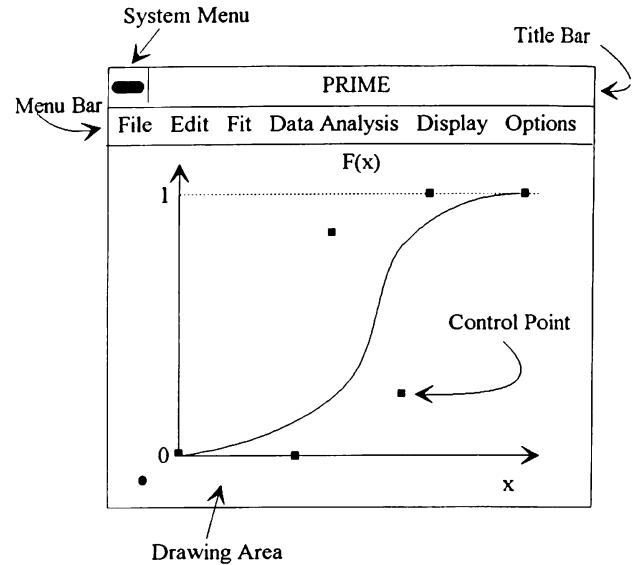 System Menu
Title Bar
PRIME
Menu Bar
File Edit Fit Data Analysis Display Options
F(x)
1
Control Point
0
x
Drawing Area